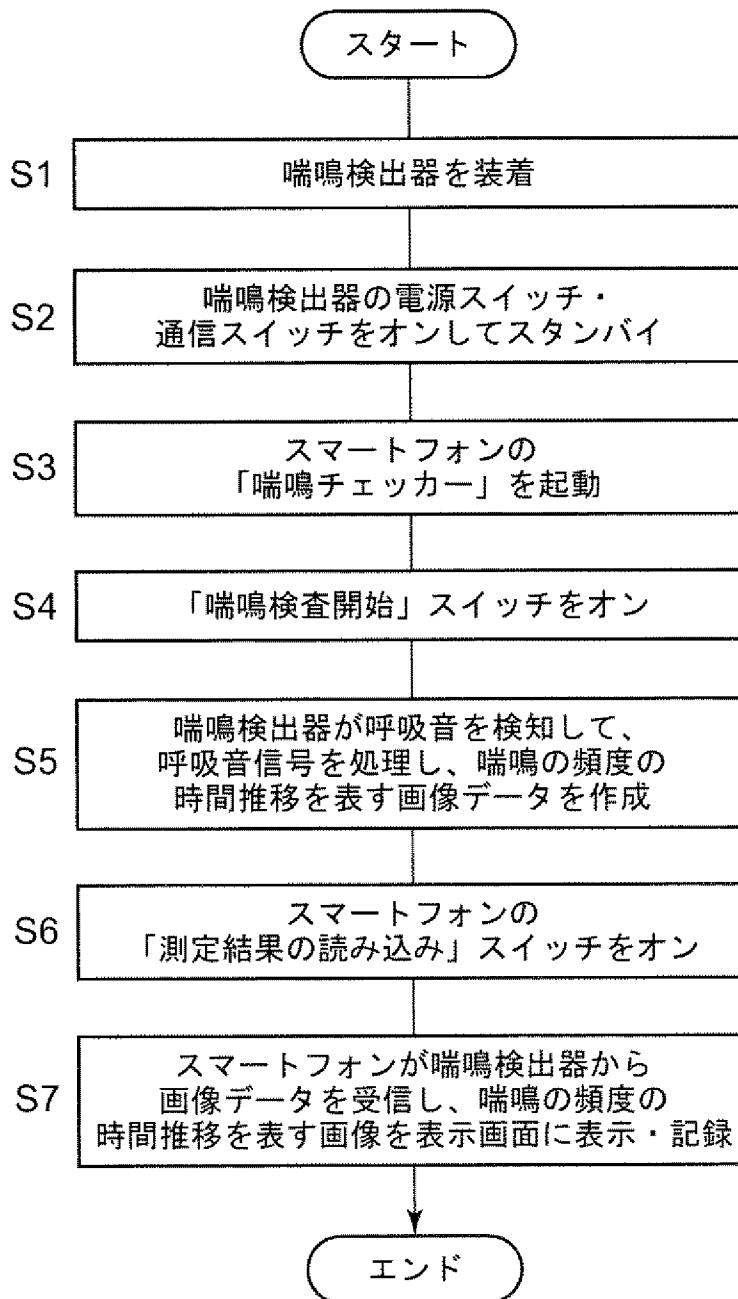 スタート
S1
喘鳴検出器を装着
S2
喘鳴検出器の電源スイッチ・
通信スイッチをオンしてスタンバイ
S3
スマートフォンの
「喘鳴チェッカー」を起動
S4
「喘鳴検査開始」スイッチをオン
S5
喘鳴検出器が呼吸音を検知して、
呼吸音信号を処理し、喘鳴の頻度の
時間推移を表す画像データを作成
S6
スマートフォンの
「測定結果の読み込み」スイッチをオン
S7
スマートフォンが喘鳴検出器から
画像データを受信し、喘鳴の頻度の
時間推移を表す画像を表示画面に表示・記録
エンド